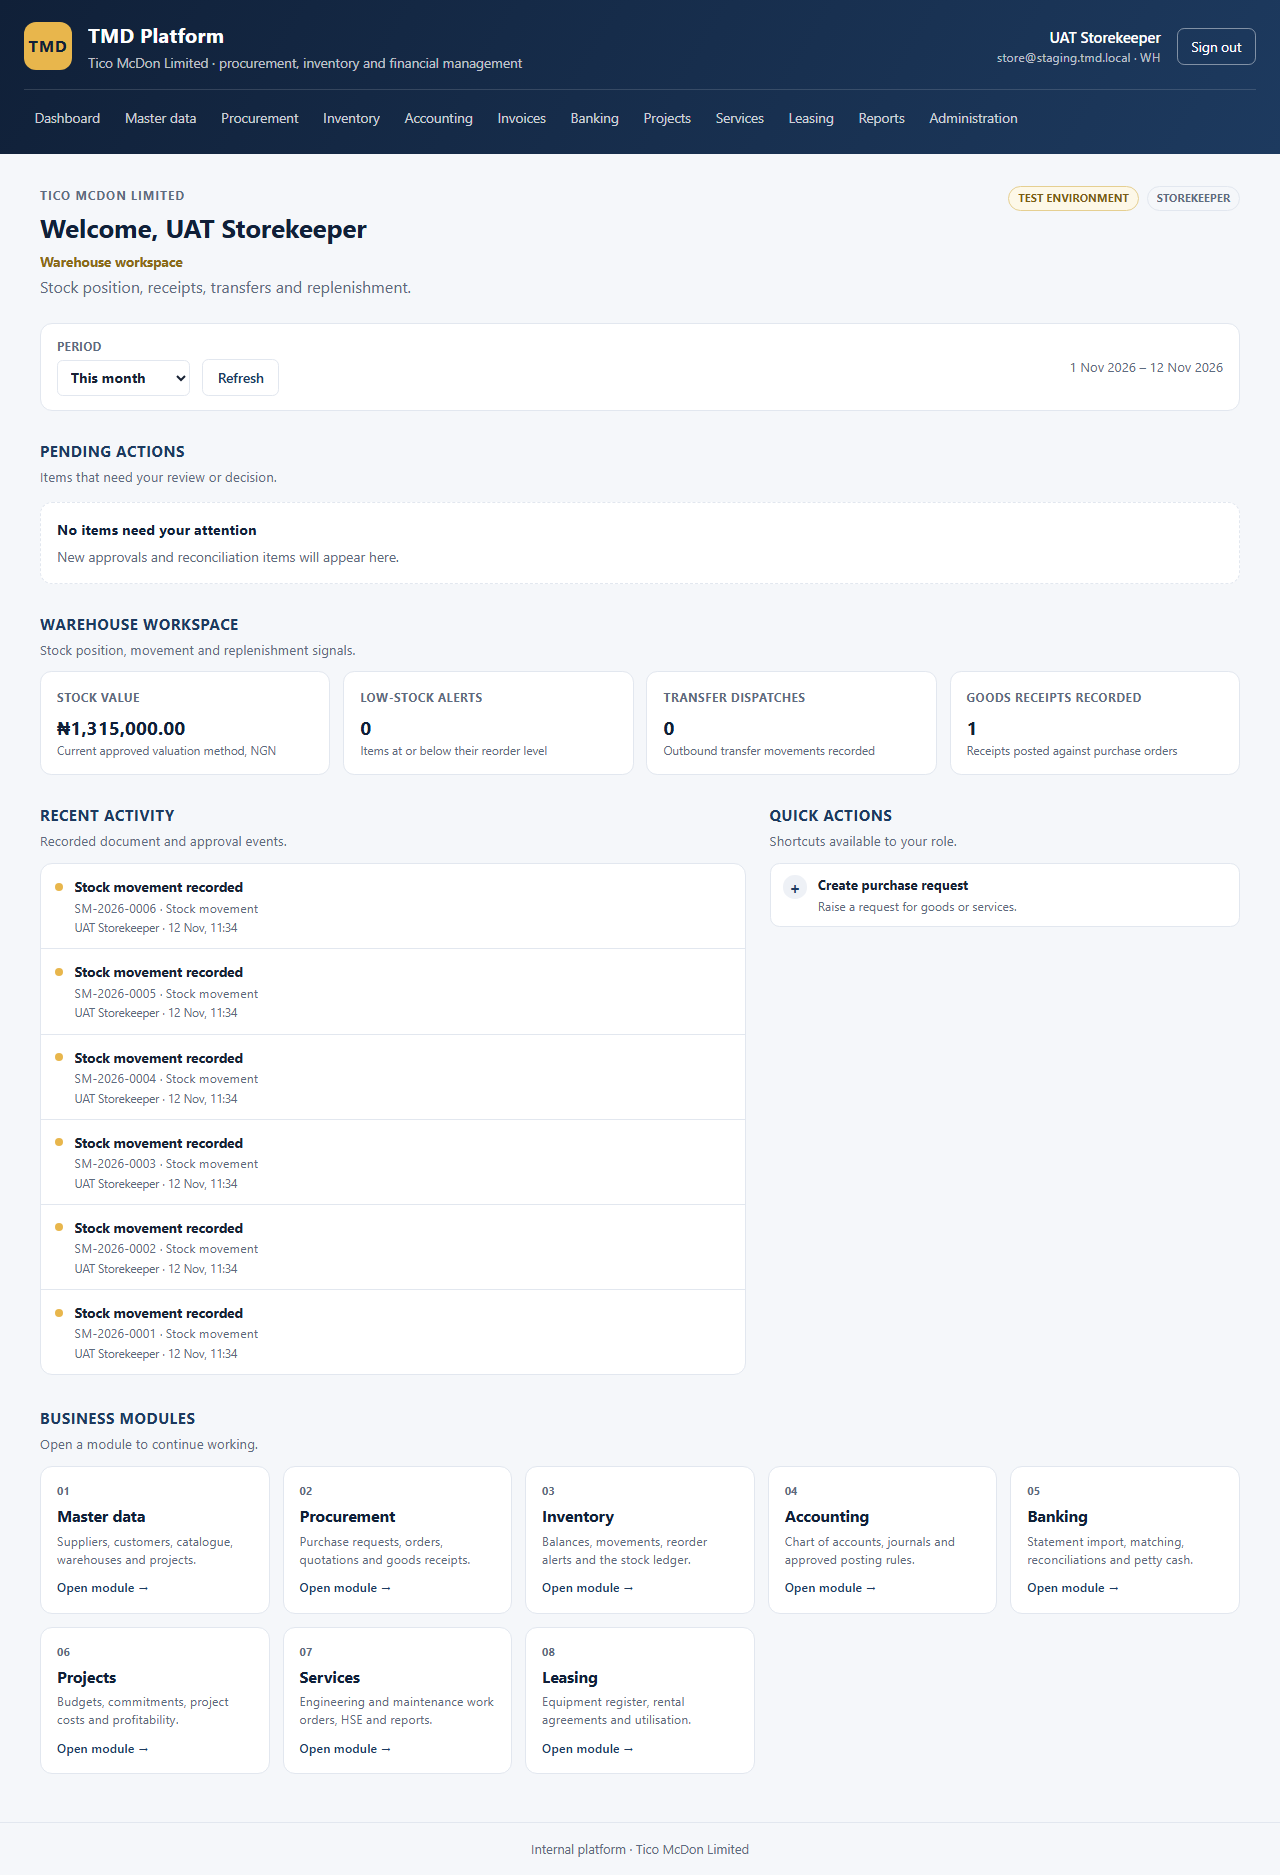 TMD
TMD Platform
Tico McDon Limited · procurement, inventory and financial management
UAT Storekeeper
store@staging.tmd.local · WH
Sign out
Dashboard Master data Procurement Inventory Accounting Invoices Banking Projects Services Leasing Reports Administration
TICO MCDON LIMITED
TEST ENVIRONMENT
STOREKEEPER
Welcome, UAT Storekeeper
Warehouse workspace
Stock position, receipts, transfers and replenishment.
PERIOD
This month
Refresh
1 Nov 2026 – 12 Nov 2026
PENDING ACTIONS
Items that need your review or decision.
No items need your attention
New approvals and reconciliation items will appear here.
WAREHOUSE WORKSPACE
Stock position, movement and replenishment signals.
STOCK VALUE
₦1,315,000.00
Current approved valuation method, NGN
LOW-STOCK ALERTS
0
Items at or below their reorder level
TRANSFER DISPATCHES
0
Outbound transfer movements recorded
GOODS RECEIPTS RECORDED
1
Receipts posted against purchase orders
RECENT ACTIVITY
Recorded document and approval events.
Stock movement recorded
SM-2026-0006 · Stock movement
UAT Storekeeper · 12 Nov, 11:34
Stock movement recorded
SM-2026-0005 · Stock movement
UAT Storekeeper · 12 Nov, 11:34
Stock movement recorded
SM-2026-0004 · Stock movement
UAT Storekeeper · 12 Nov, 11:34
Stock movement recorded
SM-2026-0003 · Stock movement
UAT Storekeeper · 12 Nov, 11:34
Stock movement recorded
SM-2026-0002 · Stock movement
UAT Storekeeper · 12 Nov, 11:34
Stock movement recorded
SM-2026-0001 · Stock movement
UAT Storekeeper · 12 Nov, 11:34
QUICK ACTIONS
Shortcuts available to your role.
+
Create purchase request
Raise a request for goods or services.
BUSINESS MODULES
Open a module to continue working.
01
Master data
Suppliers, customers, catalogue,
warehouses and projects.
Open module →
02
Procurement
Purchase requests, orders,
quotations and goods receipts.
Open module →
03
Inventory
Balances, movements, reorder
alerts and the stock ledger.
Open module →
04
Accounting
Chart of accounts, journals and
approved posting rules.
Open module →
05
Banking
Statement import, matching,
reconciliations and petty cash.
Open module →
06
Projects
Budgets, commitments, project
costs and profitability.
Open module →
07
Services
Engineering and maintenance work
orders, HSE and reports.
Open module →
08
Leasing
Equipment register, rental
agreements and utilisation.
Open module →
Internal platform · Tico McDon Limited